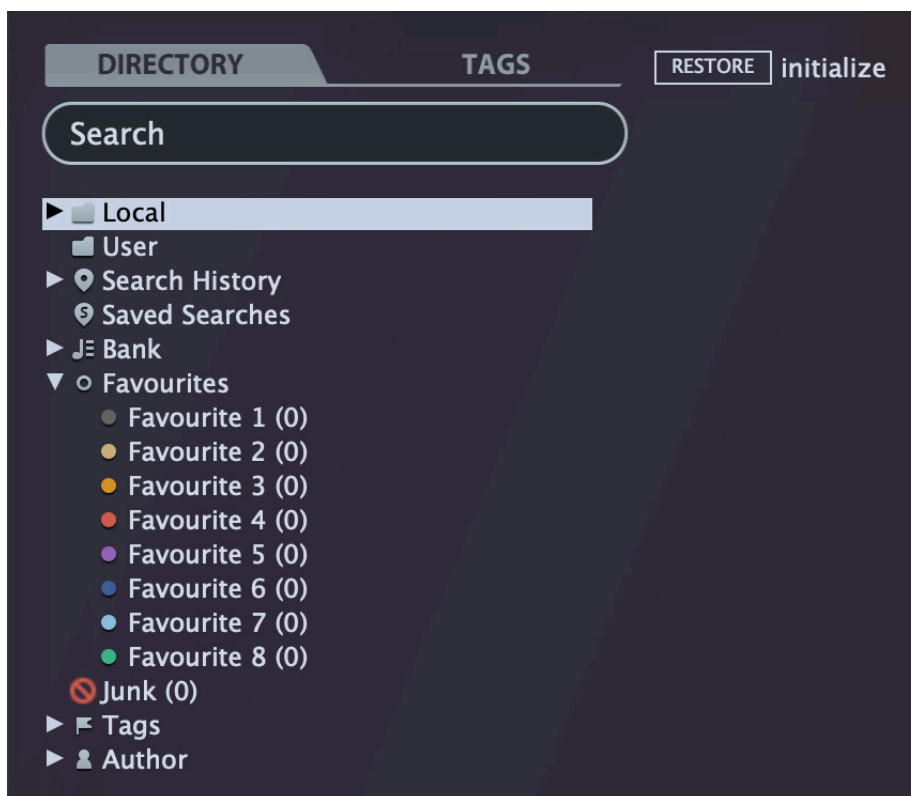 DIRECTORY TAGS RESTORE initialize
Search
Local
User
Search History
S Saved Searches
Bank
Favourites
Favourite 1 (0)
Favourite 2 (0)
Favourite 3 (0)
Favourite 4 (0)
Favourite 5 (0)
Favourite 6 (0)
Favourite 7 (0)
Favourite 8 (0)
Junk (0)
Tags
Author